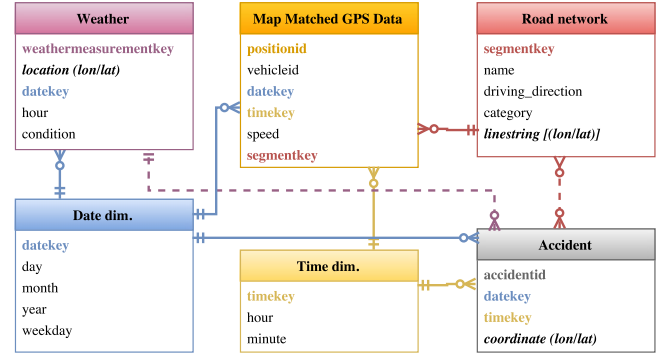 Weather
weathermeasurementkey
location (lon/lat)
datekey
hour
condition
Map Matched GPS Data
positionid
vehicleid
datekey
timekey
speed
segmentkey
Road network
segmentkey
name
driving_direction
category
linestring [(lon/lat)]
Date dim.
datekey
day
month
year
weekday
Time dim.
timekey
hour
minute
Accident
accidentid
datekey
timekey
coordinate (lon/lat)